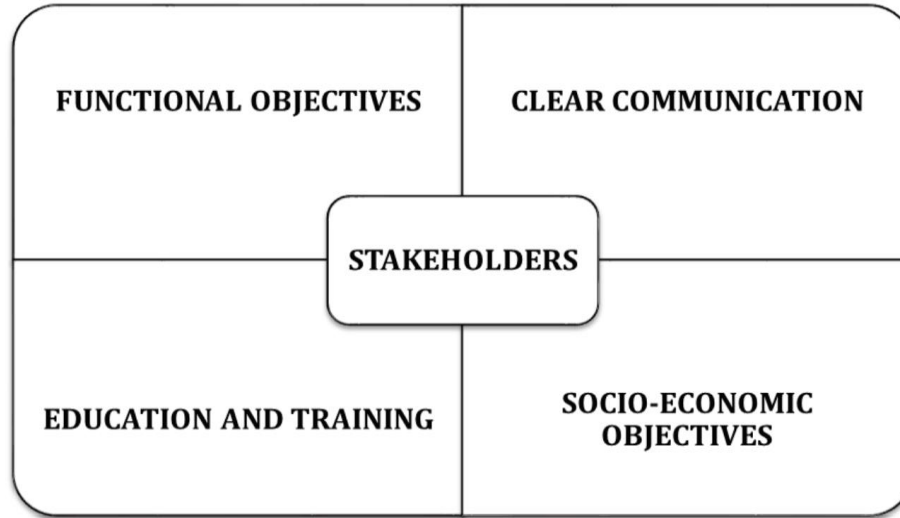 FUNCTIONAL OBJECTIVES
CLEAR COMMUNICATION
STAKEHOLDERS
EDUCATION AND TRAINING
SOCIO-ECONOMIC
OBJECTIVES